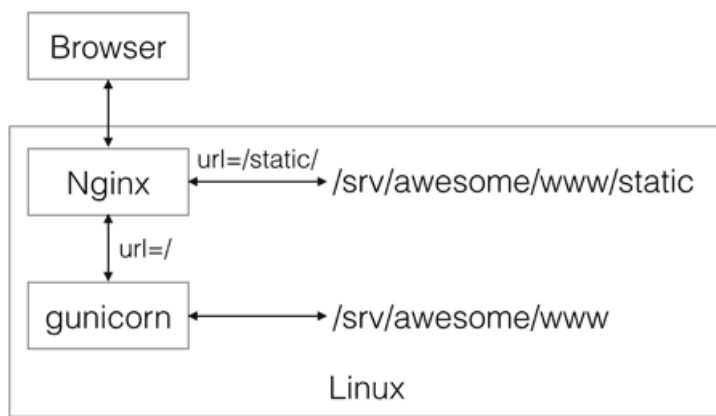 Browser
url=/static/
Nginx
/srv/awesome/www/static
url=/
gunicorn
/srv/awesome/www
Linux